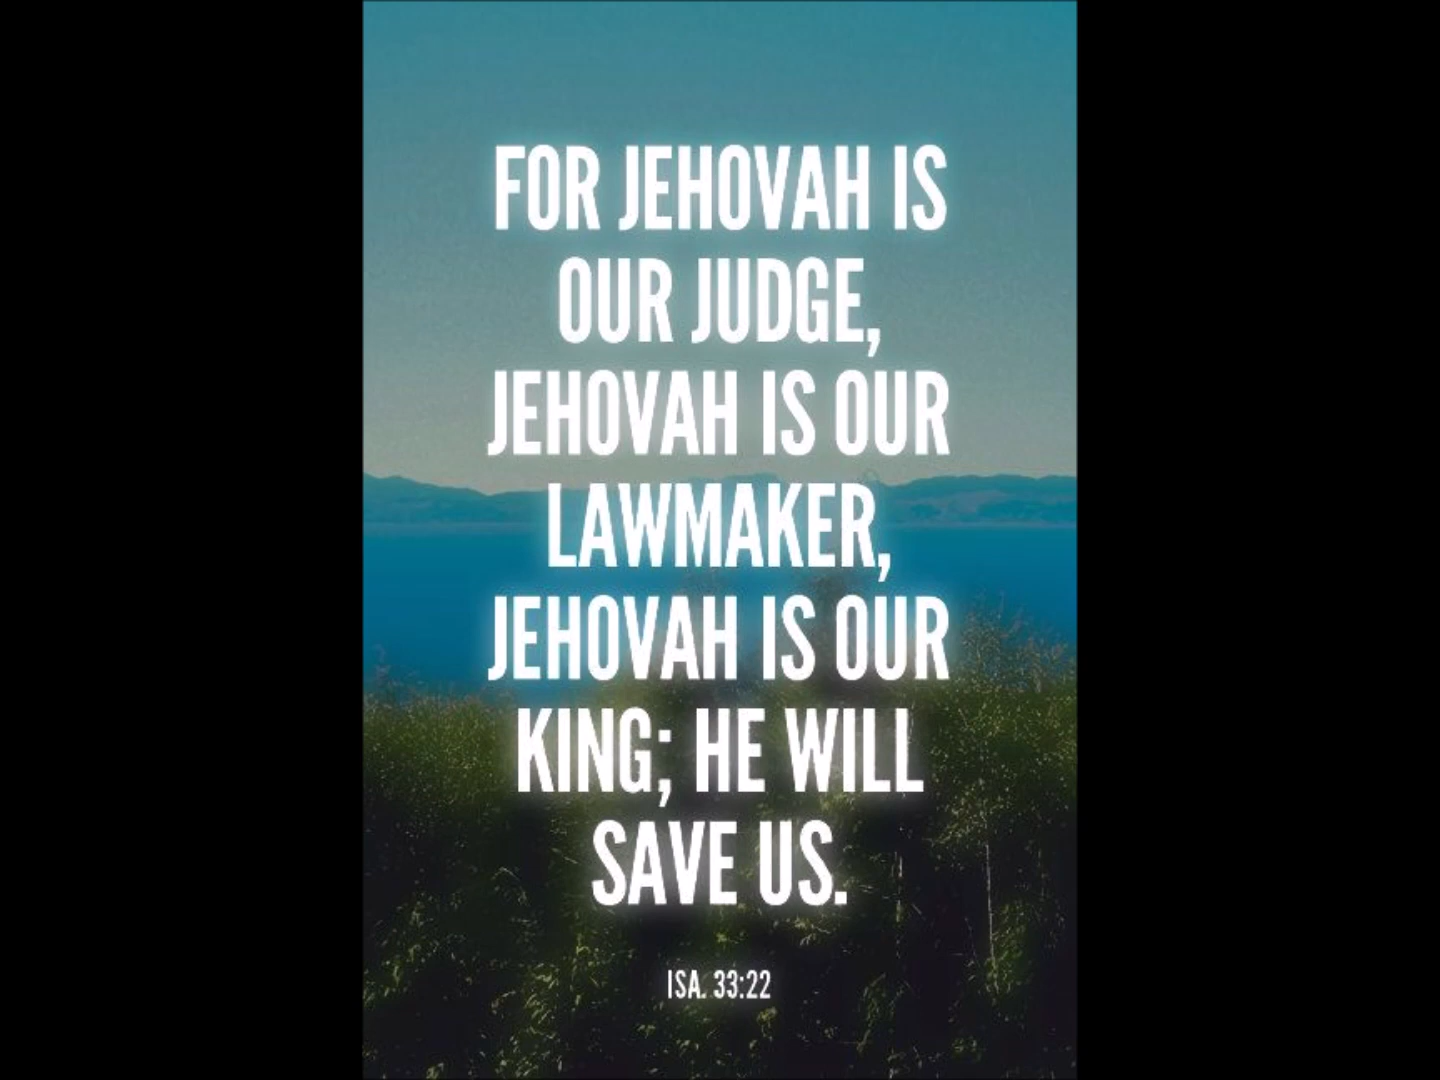 FOR JEHOVAH IS
OUR JUDGE,
JEHOVAH IS OUR
LAWMAKER,
JEHOVAH IS OUR
KING; HE WILL
SAVE US.
ISA. 33:22